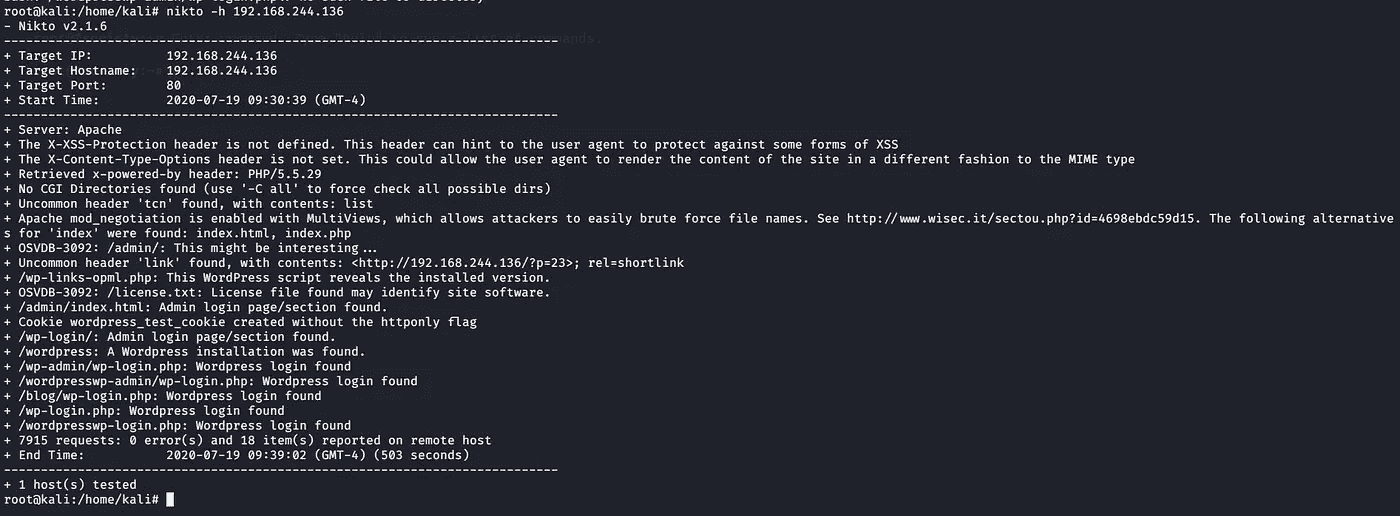 root@kali:/home/kali# nikto -h 192.168.244.136
- Nikto v2.1.6
---------------------------------------------------------------------------
+ Target IP:          192.168.244.136
+ Target Hostname:    192.168.244.136
+ Target Port:        80
+ Start Time:         2020-07-19 09:30:39 (GMT-4)
---------------------------------------------------------------------------
+ Server: Apache
+ The X-XSS-Protection header is not defined. This header can hint to the user agent to protect against some forms of XSS
+ The X-Content-Type-Options header is not set. This could allow the user agent to render the content of the site in a different fashion to the MIME type
+ Retrieved x-powered-by header: PHP/5.5.29
+ No CGI Directories found (use '-C all' to force check all possible dirs)
+ Uncommon header 'tcn' found, with contents: list
+ Apache mod_negotiation is enabled with MultiViews, which allows attackers to easily brute force file names. See http://www.wisec.it/sectou.php?id=4698ebdc59d15. The following alternative
s for 'index' were found: index.html, index.php
+ OSVDB-3092: /admin/: This might be interesting...
+ Uncommon header 'link' found, with contents: <http://192.168.244.136/?p=23>; rel=shortlink
+ /wp-links-opml.php: This WordPress script reveals the installed version.
+ OSVDB-3092: /license.txt: License file found may identify site software.
+ /admin/index.html: Admin login page/section found.
+ Cookie wordpress_test_cookie created without the httponly flag
+ /wp-login/: Admin login page/section found.
+ /wordpress: A Wordpress installation was found.
+ /wp-admin/wp-login.php: Wordpress login found
+ /wordpresswp-admin/wp-login.php: Wordpress login found
+ /blog/wp-login.php: Wordpress login found
+ /wp-login.php: Wordpress login found
+ /wordpresswp-login.php: Wordpress login found
+ 7915 requests: 0 error(s) and 18 item(s) reported on remote host
+ End Time:           2020-07-19 09:39:02 (GMT-4) (503 seconds)
---------------------------------------------------------------------------
+ 1 host(s) tested
root@kali:/home/kali#